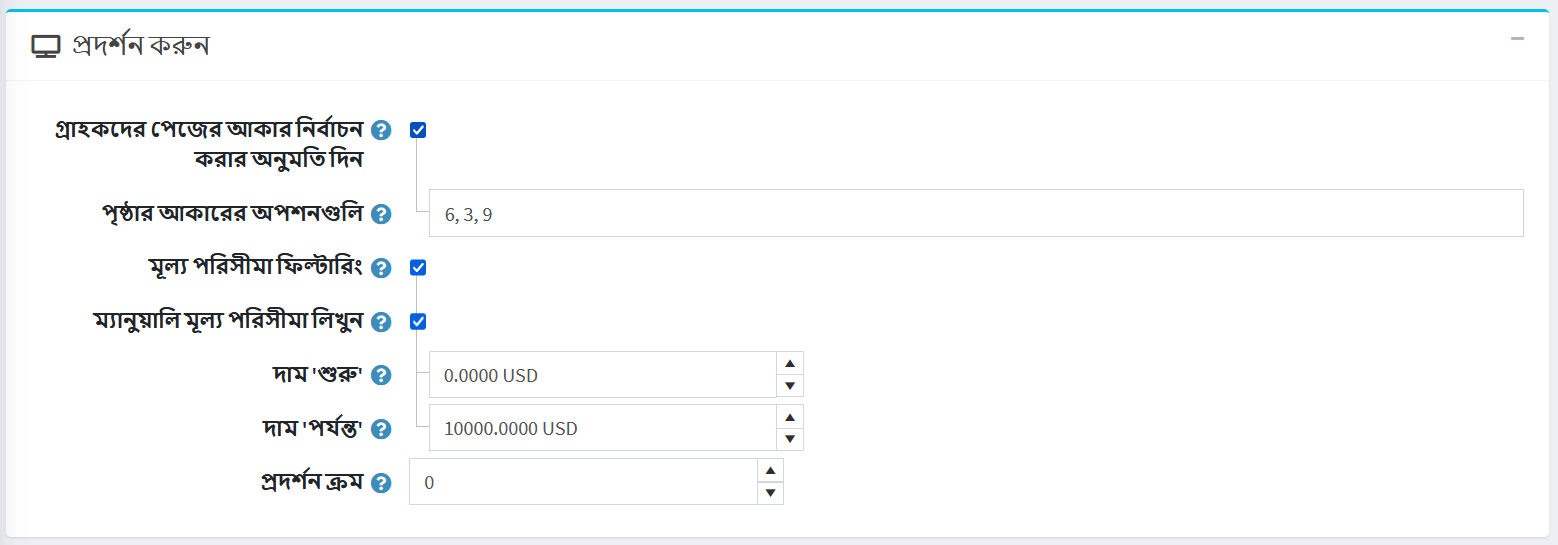 প্রদর্শন করুন
গ্রাহকদের পেজের আকার নির্বাচন
করার অনুমতি দিন
পৃষ্ঠার আকারের অপশনগুলি
6, 3, 9
মূল্য পরিসীমা ফিল্টারিং
ম্যানুয়ালি মূল্য পরিসীমা লিখুন
দাম 'শুরু'
0.0000 USD
দাম 'পর্যন্ত'
10000.0000 USD
প্রদর্শন ক্রম
0